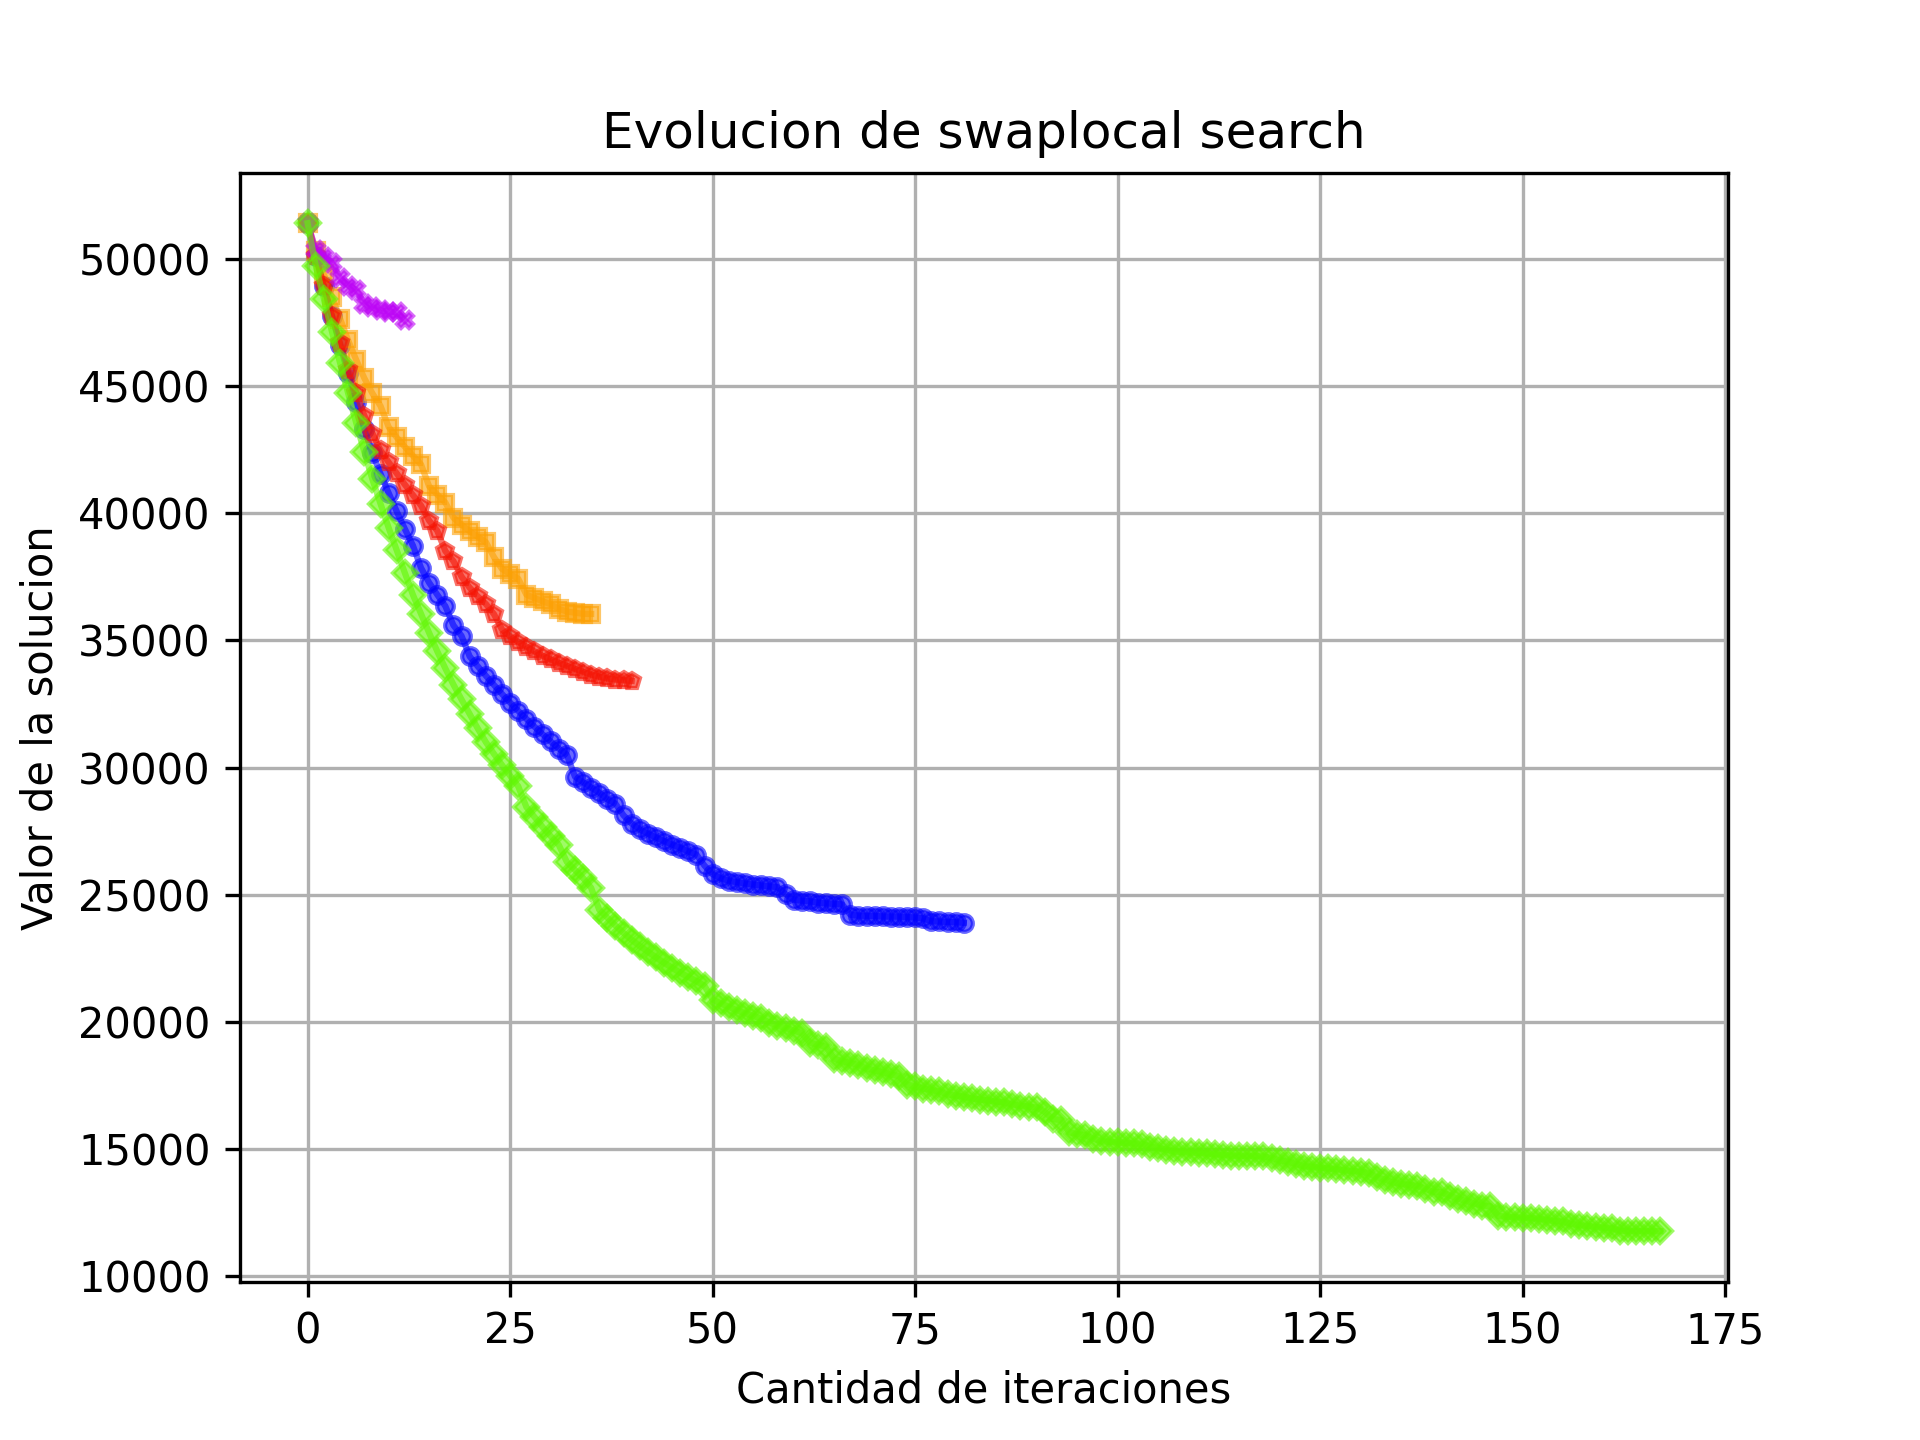 Evolucion de swaplocal search
Valor de la solucion
50000
45000
40000
35000
30000
25000
20000
15000
10000
0 25 50 75 100 125 150 175
Cantidad de iteraciones